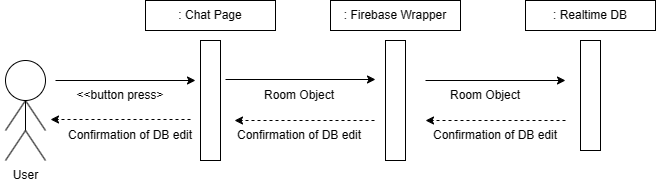 : Chat Page
: Firebase Wrapper
: Realtime DB
<<button press>
Room Object
Room Object
Confirmation of DB edit
Confirmation of DB edit
Confirmation of DB edit
User